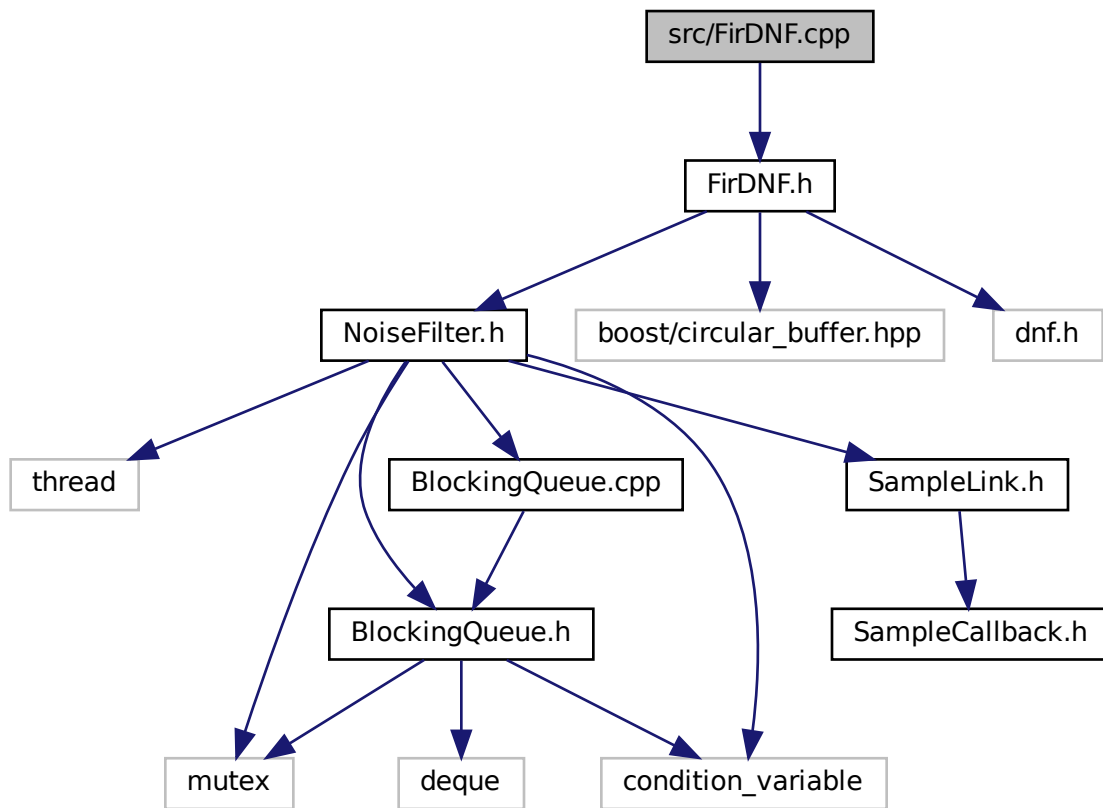 src/FirDNF.cpp
FirDNF.h
NoiseFilter.h
boost/circular_buffer.hpp
dnf.h
thread
BlockingQueue.cpp
SampleLink.h
BlockingQueue.h
SampleCallback.h
mutex
deque
condition_variable